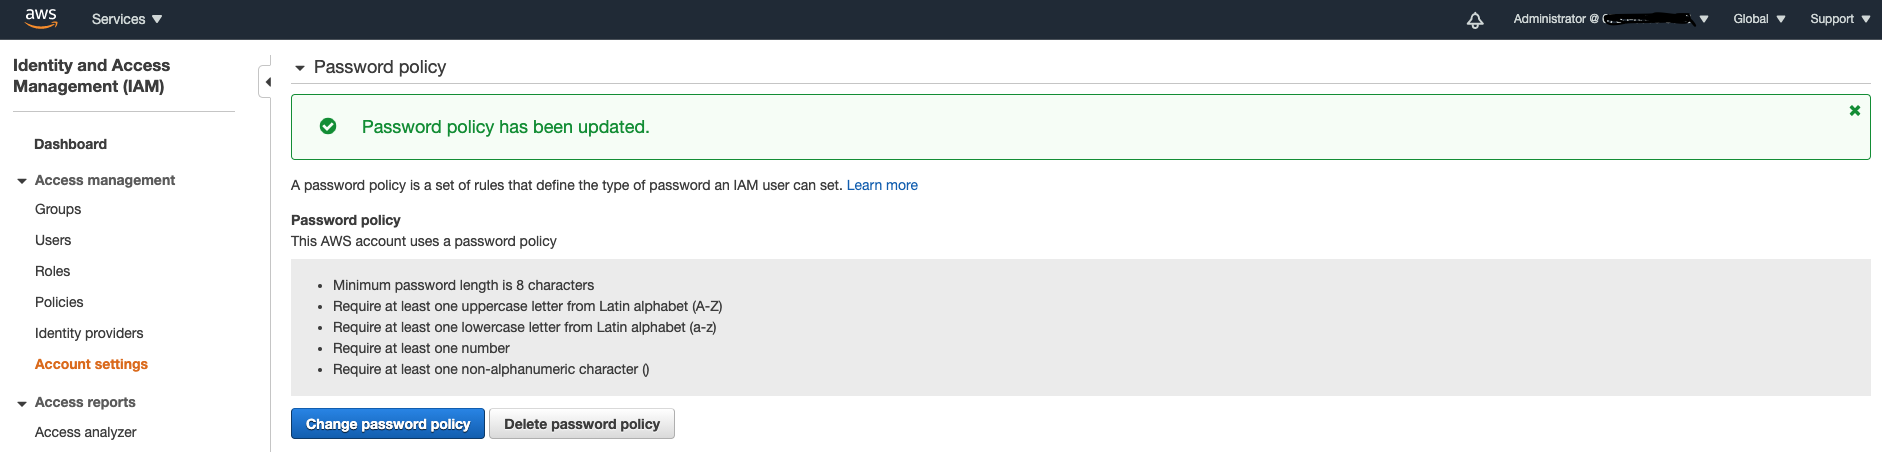 aws Services Administrator @ Global Support
Identity and Access
Management (IAM)
Dashboard
Access management
Groups
Users
Roles
Policies
Identity providers
Account settings
Access reports
Access analyzer
Password policy
Password policy has been updated.
A password policy is a set of rules that define the type of password an IAM user can set. Learn more
Password policy
This AWS account uses a password policy
• Minimum password length is 8 characters
• Require at least one uppercase letter from Latin alphabet (A-Z)
• Require at least one lowercase letter from Latin alphabet (a-z)
• Require at least one number
• Require at least one non-alphanumeric character ()
Change password policy Delete password policy